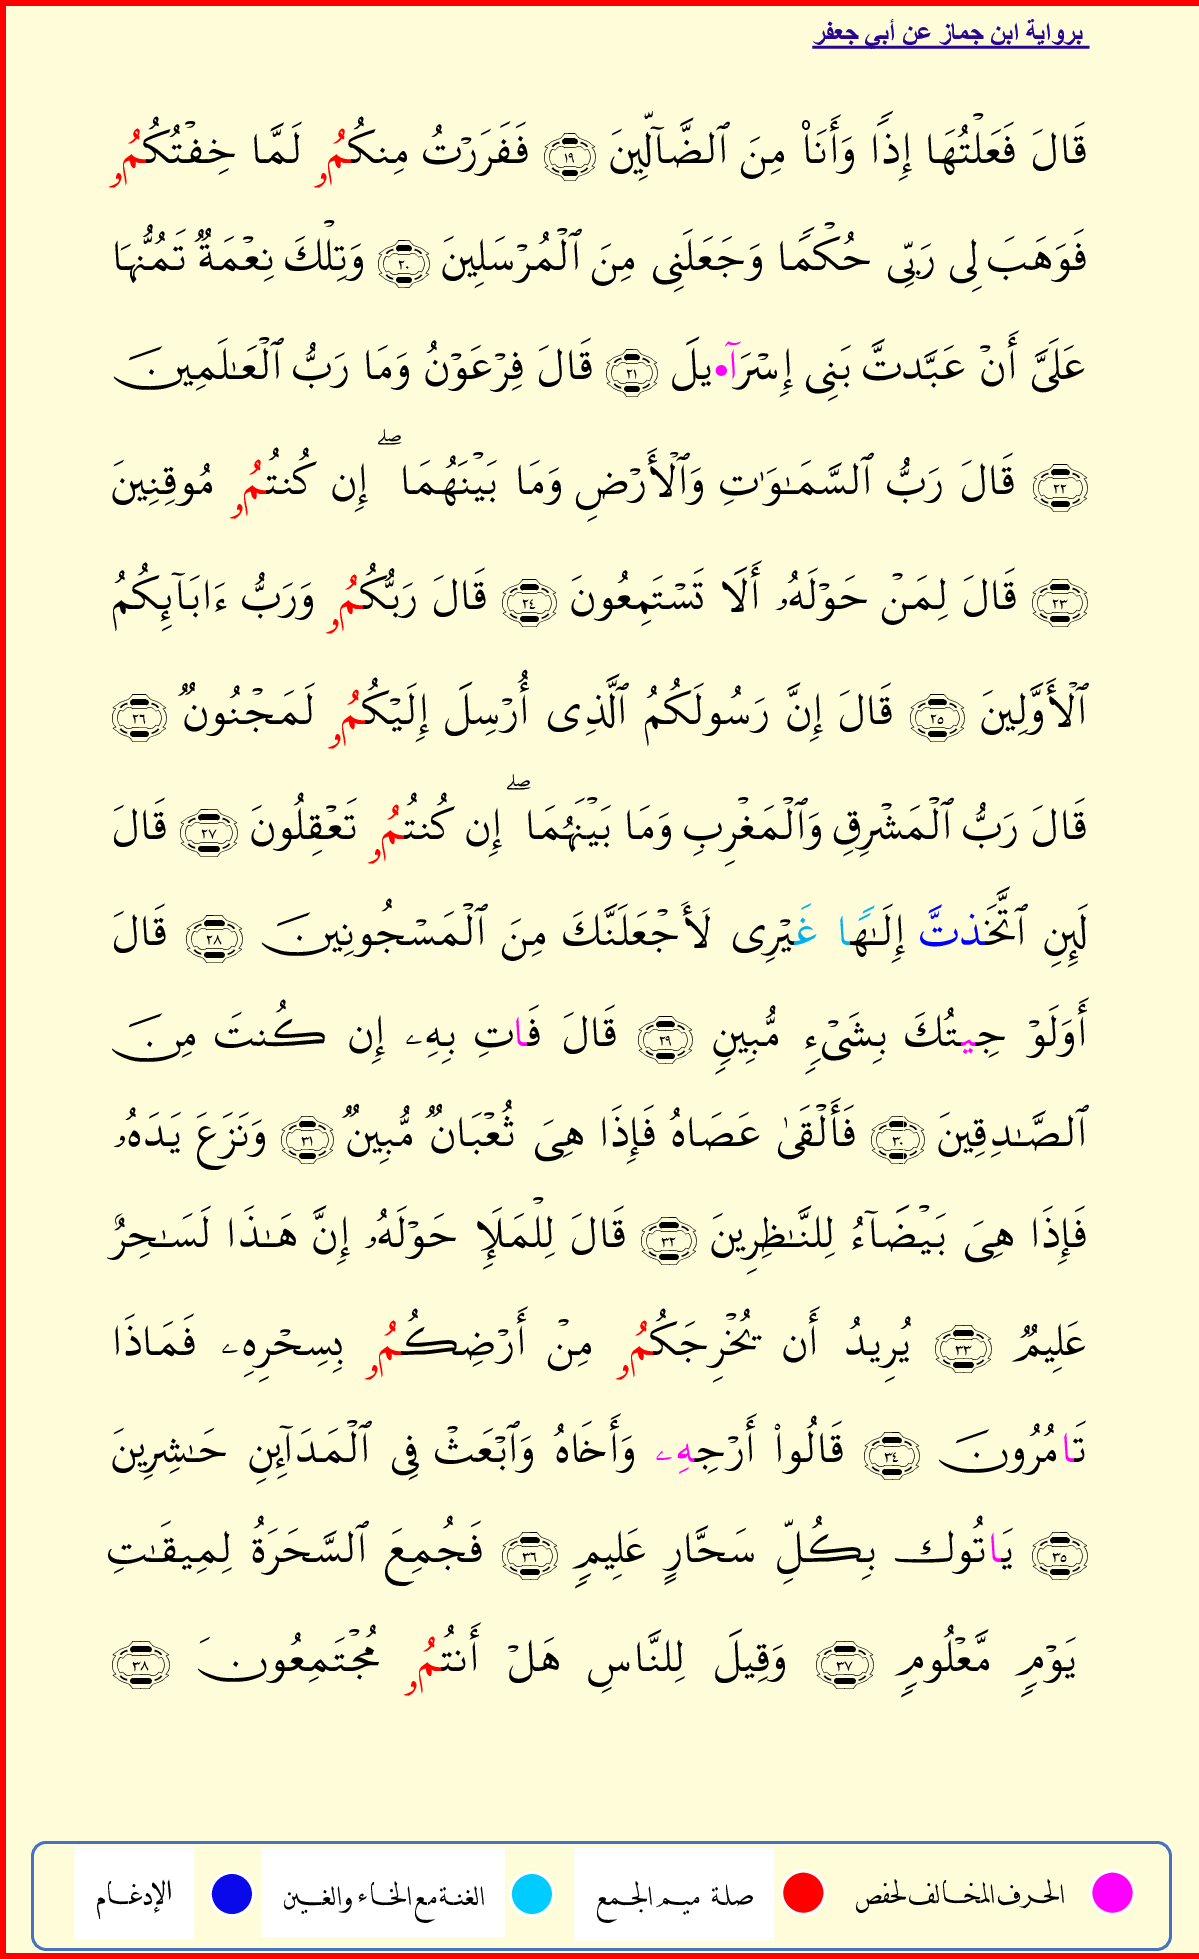 برواية ابن جماز عن أبي جعفر
قَالَ فَعَلْتُهَا إِذًا وَأَنَا۠ مِنَ ٱلضَّآلِّينَ ۝١٩ فَفَرَرْتُ مِنكُمُۥ لَمَّا خِفْتُكُمُۥ
فَوَهَبَ لِى رَبِّى حُكْمًا وَجَعَلَنِى مِنَ ٱلْمُرْسَلِينَ ۝٢٠ وَتِلْكَ نِعْمَةٌ تَمُنُّهَا
عَلَىَّ أَنْ عَبَّدتَّ بَنِى إِسْرَآ•يلَ ۝٢١ قَالَ فِرْعَوْنُ وَمَا رَبُّ ٱلْعَـٰلَمِينَ
۝٢٢ قَالَ رَبُّ ٱلسَّمَـٰوَٰتِ وَٱلْأَرْضِ وَمَا بَيْنَهُمَا ۖ إِن كُنتُمُۥ مُوقِنِينَ
۝٢٣ قَالَ لِمَنْ حَوْلَهُۥ أَلَا تَسْتَمِعُونَ ۝٢٤ قَالَ رَبُّكُمُۥ وَرَبُّ ءَابَآئِكُمُ
ٱلْأَوَّلِينَ ۝٢٥ قَالَ إِنَّ رَسُولَكُمُ ٱلَّذِى أُرْسِلَ إِلَيْكُمُۥ لَمَجْنُونٌ ۝٢٦
قَالَ رَبُّ ٱلْمَشْرِقِ وَٱلْمَغْرِبِ وَمَا بَيْنَهُمَا ۖ إِن كُنتُمُۥ تَعْقِلُونَ ۝٢٧ قَالَ
لَئِنِ ٱتَّخَذتَّ إِلَـٰهًا غَيْرِى لَأَجْعَلَنَّكَ مِنَ ٱلْمَسْجُونِينَ ۝٢٨ قَالَ
أَوَلَوْ جِيتُكَ بِشَىْءٍ مُّبِينٍ ۝٢٩ قَالَ فَاتِ بِهِۦ إِن كُنتَ مِنَ
ٱلصَّـٰدِقِينَ ۝٣٠ فَأَلْقَىٰ عَصَاهُ فَإِذَا هِىَ ثُعْبَانٌ مُّبِينٌ ۝٣١ وَنَزَعَ يَدَهُۥ
فَإِذَا هِىَ بَيْضَآءُ لِلنَّـٰظِرِينَ ۝٣٢ قَالَ لِلْمَلَإِ حَوْلَهُۥ إِنَّ هَـٰذَا لَسَـٰحِرٌ
عَلِيمٌ ۝٣٣ يُرِيدُ أَن يُخْرِجَكُمُۥ مِنْ أَرْضِكُمُۥ بِسِحْرِهِۦ فَمَاذَا
تَامُرُونَ ۝٣٤ قَالُوا۟ أَرْجِهِۦ وَأَخَاهُ وَٱبْعَثْ فِى ٱلْمَدَآئِنِ حَـٰشِرِينَ
۝٣٥ يَاتُوكَ بِكُلِّ سَحَّارٍ عَلِيمٍ ۝٣٦ فَجُمِعَ ٱلسَّحَرَةُ لِمِيقَـٰتِ
يَوْمٍ مَّعْلُومٍ ۝٣٧ وَقِيلَ لِلنَّاسِ هَلْ أَنتُمُۥ مُجْتَمِعُونَ ۝٣٨
الحرف المخالف لحفص صلة ميم الجمع الغنة مع الخاء والغين الإدغام